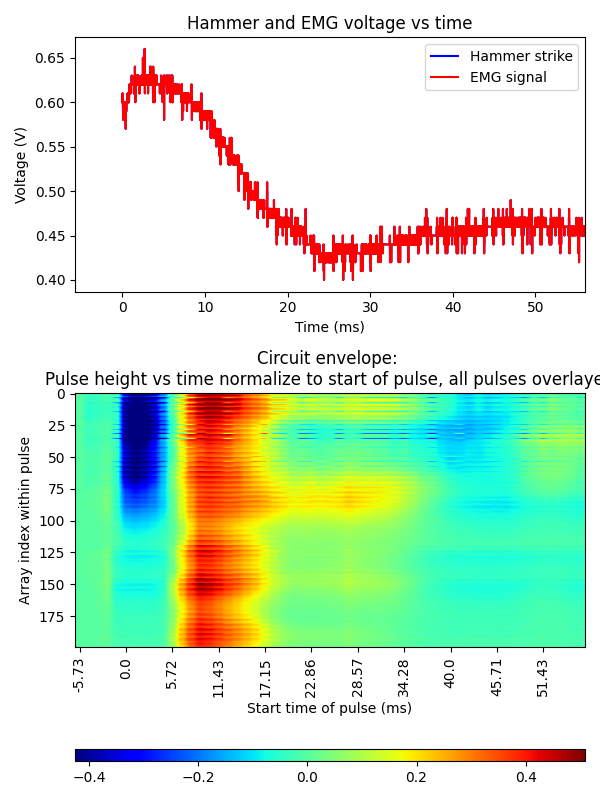 Hammer and EMG voltage vs time
Voltage (V)
0.65
0.60
0.55
0.50
0.45
0.40
Hammer strike
EMG signal
0 10 20 30 40 50
Time (ms)
Circuit envelope:
Pulse height vs time normalize to start of pulse, all pulses overlaye
Array index within pulse
0
25
50
75
100
125
150
175
-5.73 0.0 5.72 11.43 17.15 22.86 28.57 34.28 40.0 45.71 51.43
Start time of pulse (ms)
−0.4 −0.2 0.0 0.2 0.4